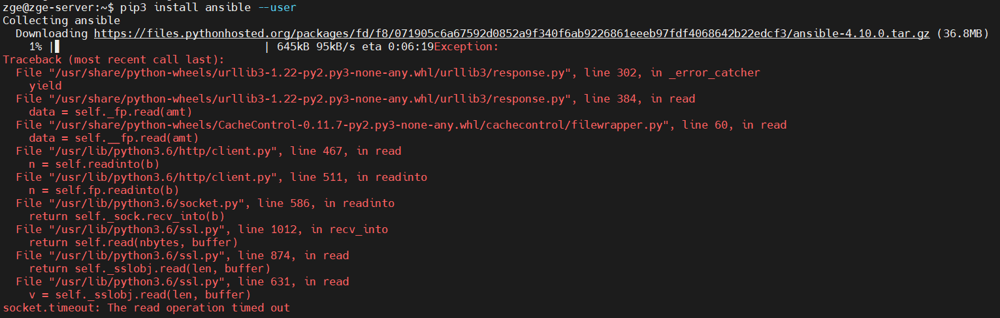 zge@zge-server:~$ pip3 install ansible --user
Collecting ansible
  Downloading https://files.pythonhosted.org/packages/fd/f8/071905c6a67592d0852a9f340f6ab9226861eeeb97fdf4068642b22edcf3/ansible-4.10.0.tar.gz (36.8MB)
    1% |▌                               | 645kB 95kB/s eta 0:06:19Exception:
Traceback (most recent call last):
  File "/usr/share/python-wheels/urllib3-1.22-py2.py3-none-any.whl/urllib3/response.py", line 302, in _error_catcher
    yield
  File "/usr/share/python-wheels/urllib3-1.22-py2.py3-none-any.whl/urllib3/response.py", line 384, in read
    data = self._fp.read(amt)
  File "/usr/share/python-wheels/CacheControl-0.11.7-py2.py3-none-any.whl/cachecontrol/filewrapper.py", line 60, in read
    data = self.__fp.read(amt)
  File "/usr/lib/python3.6/http/client.py", line 467, in read
    n = self.readinto(b)
  File "/usr/lib/python3.6/http/client.py", line 511, in readinto
    n = self.fp.readinto(b)
  File "/usr/lib/python3.6/socket.py", line 586, in readinto
    return self._sock.recv_into(b)
  File "/usr/lib/python3.6/ssl.py", line 1012, in recv_into
    return self.read(nbytes, buffer)
  File "/usr/lib/python3.6/ssl.py", line 874, in read
    return self._sslobj.read(len, buffer)
  File "/usr/lib/python3.6/ssl.py", line 631, in read
    v = self._sslobj.read(len, buffer)
socket.timeout: The read operation timed out